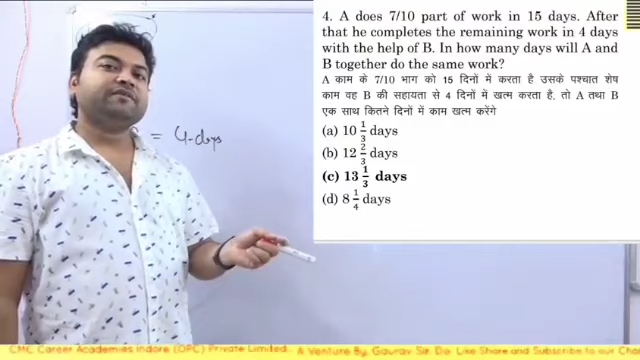 4. A does 7/10 part of work in 15 days. After
that he completes the remaining work in 4 days
with the help of B. In how many days will A and
B together do the same work?
A काम के 7/10 भाग को 15 दिनों में करता है उसके पश्चात शेष
काम वह B की सहायता से 4 दिनों में खत्म करता है, तो A तथा B
एक साथ कितने दिनों में काम खत्म करेंगे
(a) 10 1/3 days
(b) 12 2/3 days
(c) 13 1/3 days
(d) 8 1/4 days
= 4-days
CMC Career Academies Indore (OPC) Private Limited... & A Venture By. Gaurav Sir. Do Like Share and Subscribe to our Cha